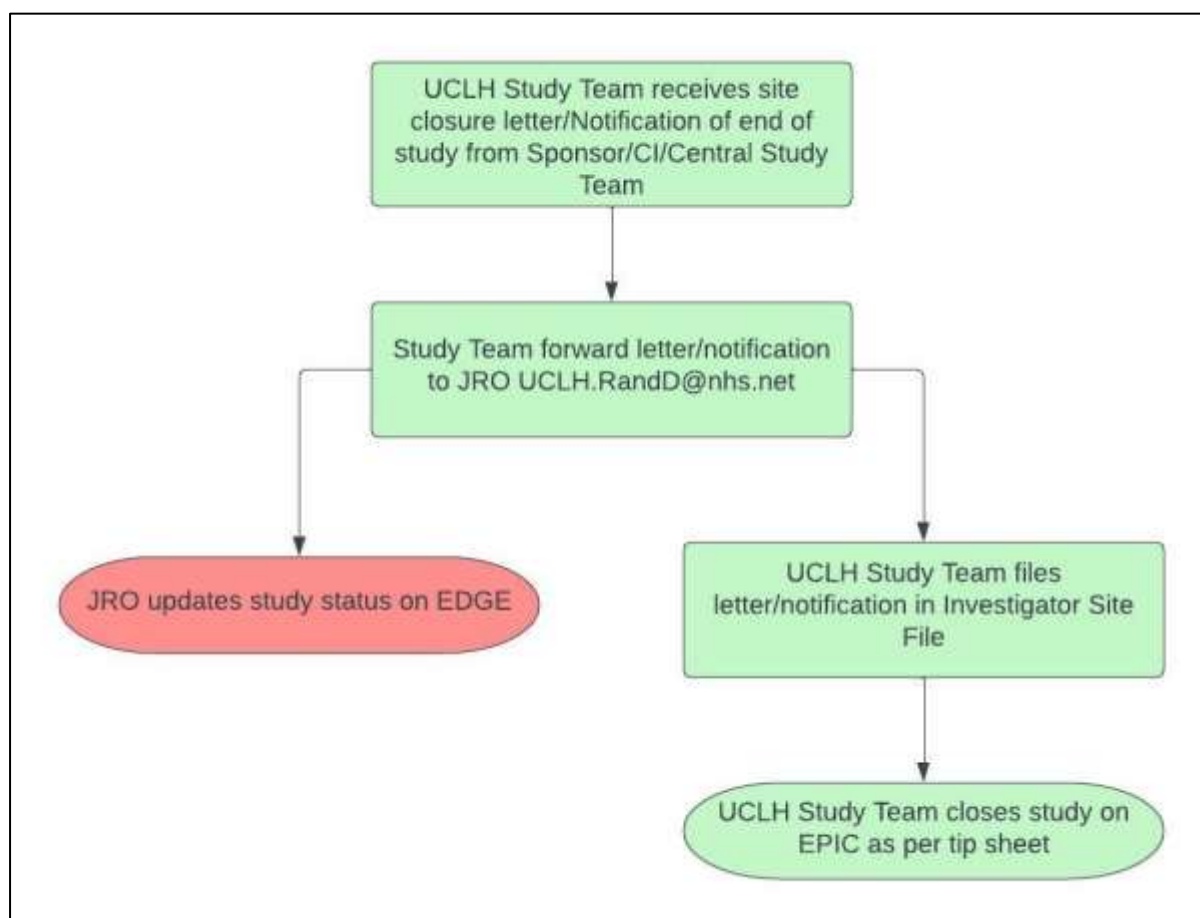 UCLH Study Team receives site
closure letter/Notification of end of
study from Sponsor/CI/Central Study
Team
Study Team forward letter/notification
to JRO UCLH.RandD@nhs.net
JRO updates study status on EDGE
UCLH Study Team files
letter/notification in Investigator Site
File
UCLH Study Team closes study on
EPIC as per tip sheet